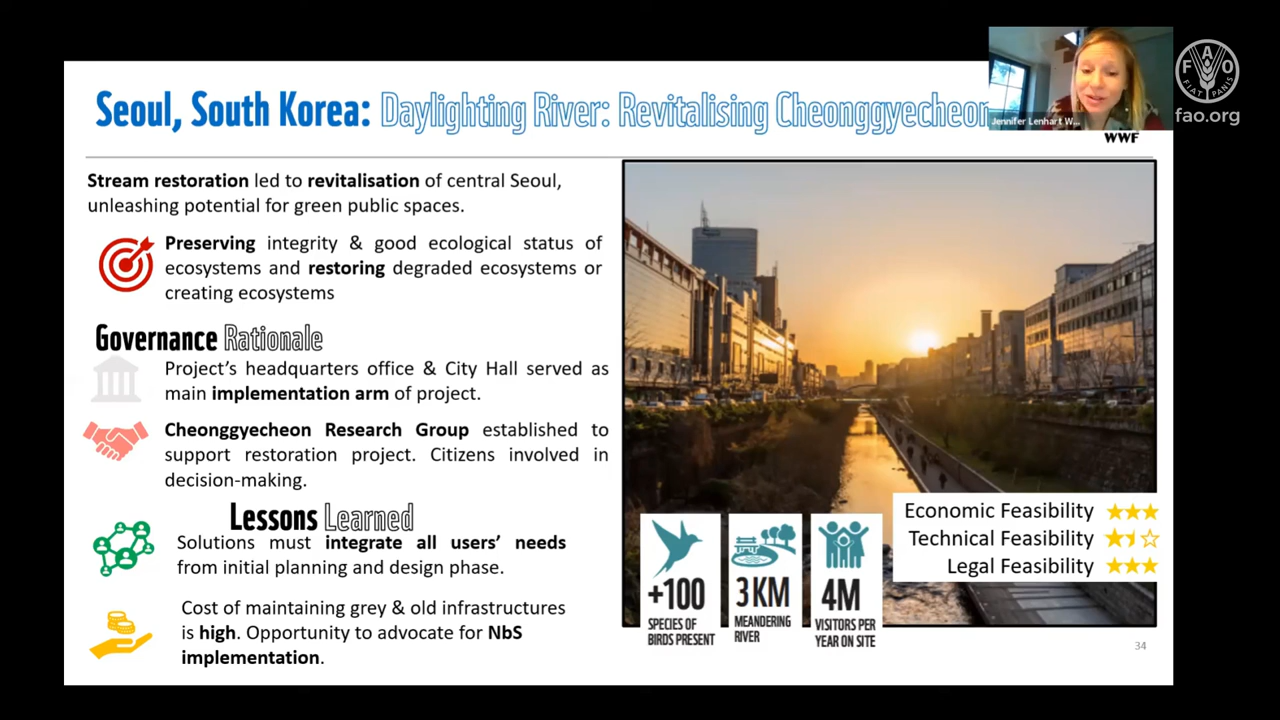 Seoul, South Korea: Daylighting River: Revitalising Cheonggyecheon
Jennifer Lenhart W...
WWF
F A O
FIAT PANIS
fao.org
Stream restoration led to revitalisation of central Seoul,
unleashing potential for green public spaces.
Preserving integrity & good ecological status of
ecosystems and restoring degraded ecosystems or
creating ecosystems
Governance Rationale
Project's headquarters office & City Hall served as
main implementation arm of project.
Cheonggyecheon Research Group established to
support restoration project. Citizens involved in
decision-making.
Lessons Learned
Solutions must integrate all users' needs
from initial planning and design phase.
Cost of maintaining grey & old infrastructures
is high. Opportunity to advocate for NbS
implementation.
+100
SPECIES OF
BIRDS PRESENT
3 KM
MEANDERING
RIVER
4M
VISITORS PER
YEAR ON SITE
Economic Feasibility
Technical Feasibility
Legal Feasibility
34